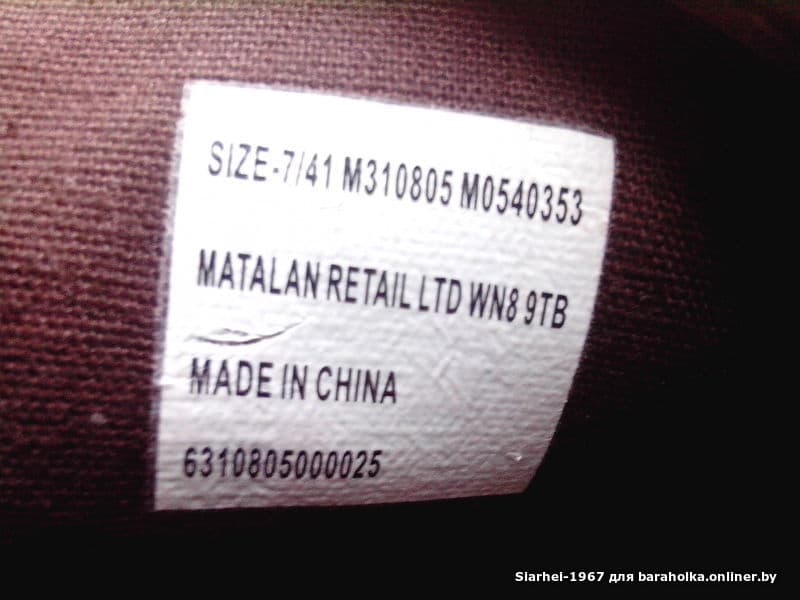 SIZE-7/41 M310805 M0540353
MATALAN RETAIL LTD WN8 9TB
MADE IN CHINA
6310805000025
Siarhei-1967 для baraholka.onliner.by